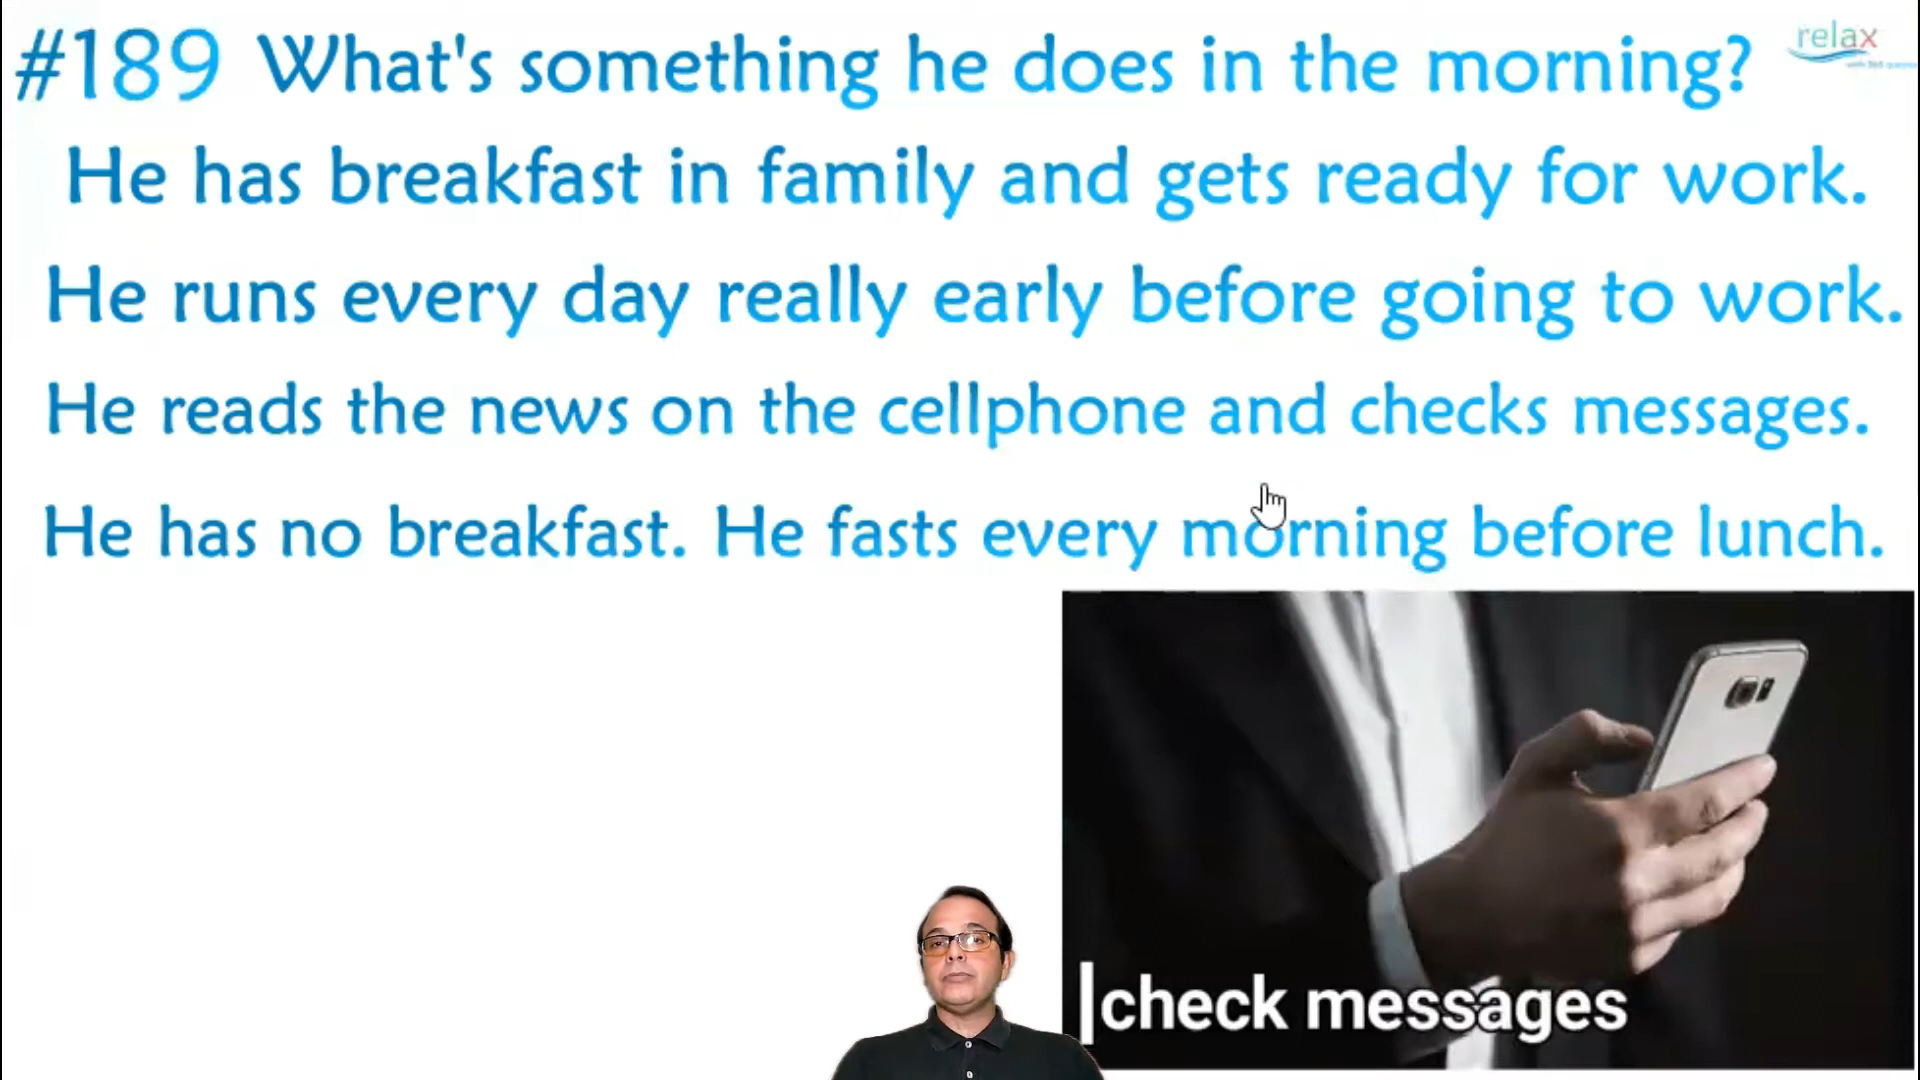 #189 What's something he does in the morning?
relax
He has breakfast in family and gets ready for work.
He runs every day really early before going to work.
He reads the news on the cellphone and checks messages.
He has no breakfast. He fasts every morning before lunch.
check messages